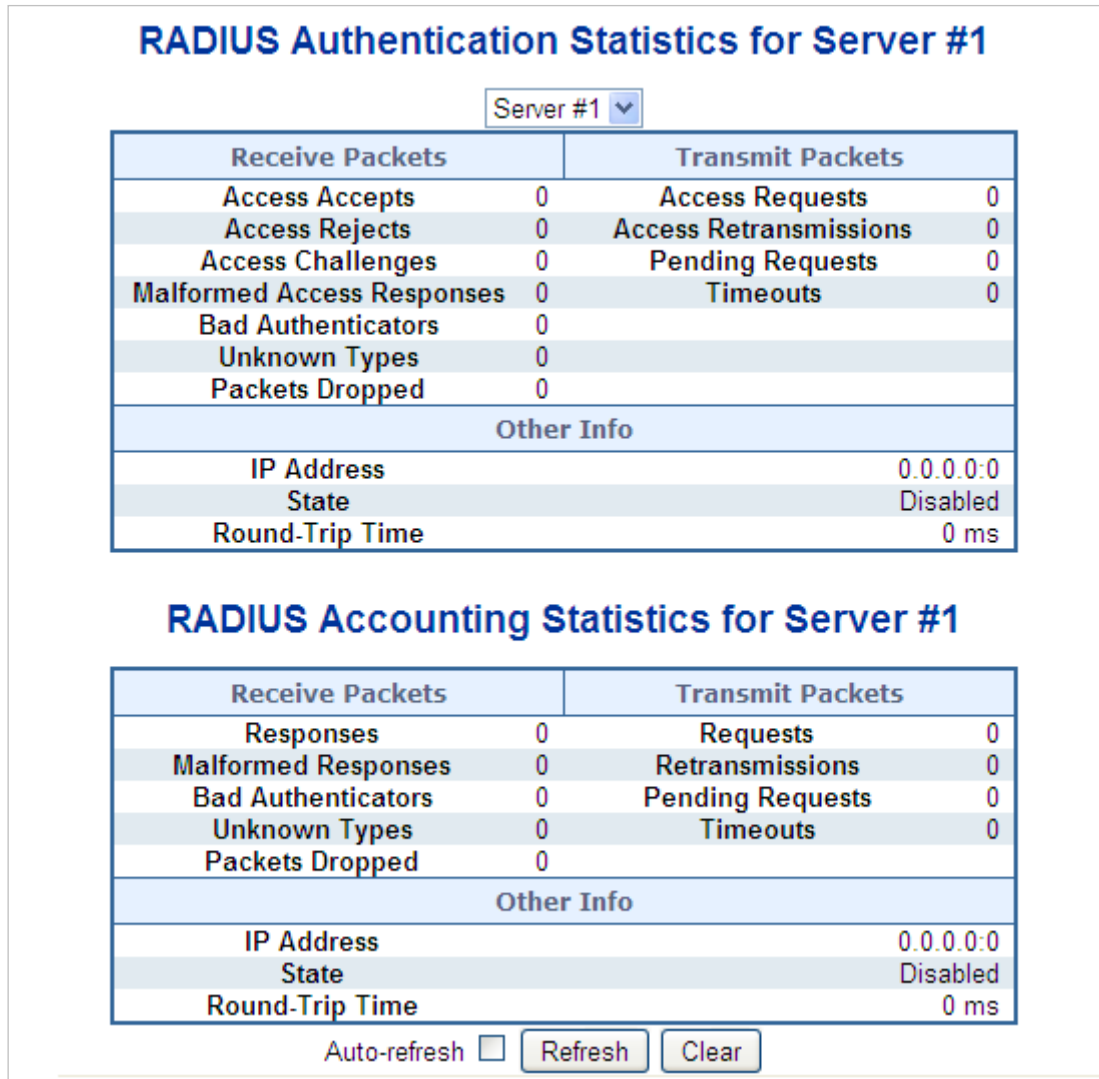 RADIUS Authentication Statistics for Server #1
Server #1
Receive Packets Transmit Packets
Access Accepts 0 Access Requests 0
Access Rejects 0 Access Retransmissions 0
Access Challenges 0 Pending Requests 0
Malformed Access Responses 0 Timeouts 0
Bad Authenticators 0
Unknown Types 0
Packets Dropped 0
Other Info
IP Address 0.0.0.0:0
State Disabled
Round-Trip Time 0 ms
RADIUS Accounting Statistics for Server #1
Receive Packets Transmit Packets
Responses 0 Requests 0
Malformed Responses 0 Retransmissions 0
Bad Authenticators 0 Pending Requests 0
Unknown Types 0 Timeouts 0
Packets Dropped 0
Other Info
IP Address 0.0.0.0:0
State Disabled
Round-Trip Time 0 ms
Auto-refresh Refresh Clear